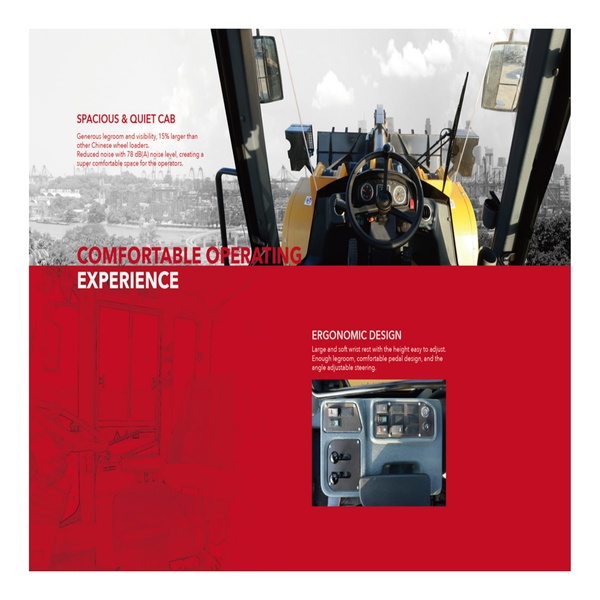 SPACIOUS & QUIET CAB
Generous legroom and visibility, 15% larger than
other Chinese wheel loaders.
Reduced noise with 78 dB(A) noise level, creating a
super comfortable space for the operators.
COMFORTABLE OPERATING
EXPERIENCE
ERGONOMIC DESIGN
Large and soft wrist rest with the height easy to adjust.
Enough legroom, comfortable pedal design, and the
angle adjustable steering.